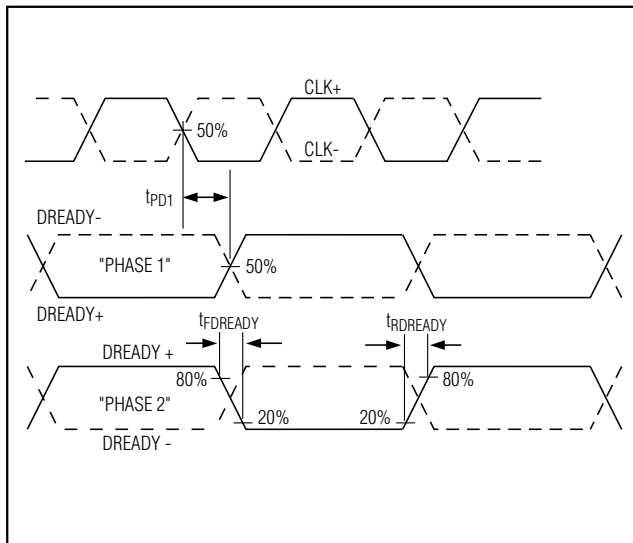 CLK+
50%
CLK-
tPD1
DREADY-
"PHASE 1"
50%
DREADY+
tFDREADY
tRDREADY
DREADY +
80%
80%
"PHASE 2"
20%
20%
DREADY -